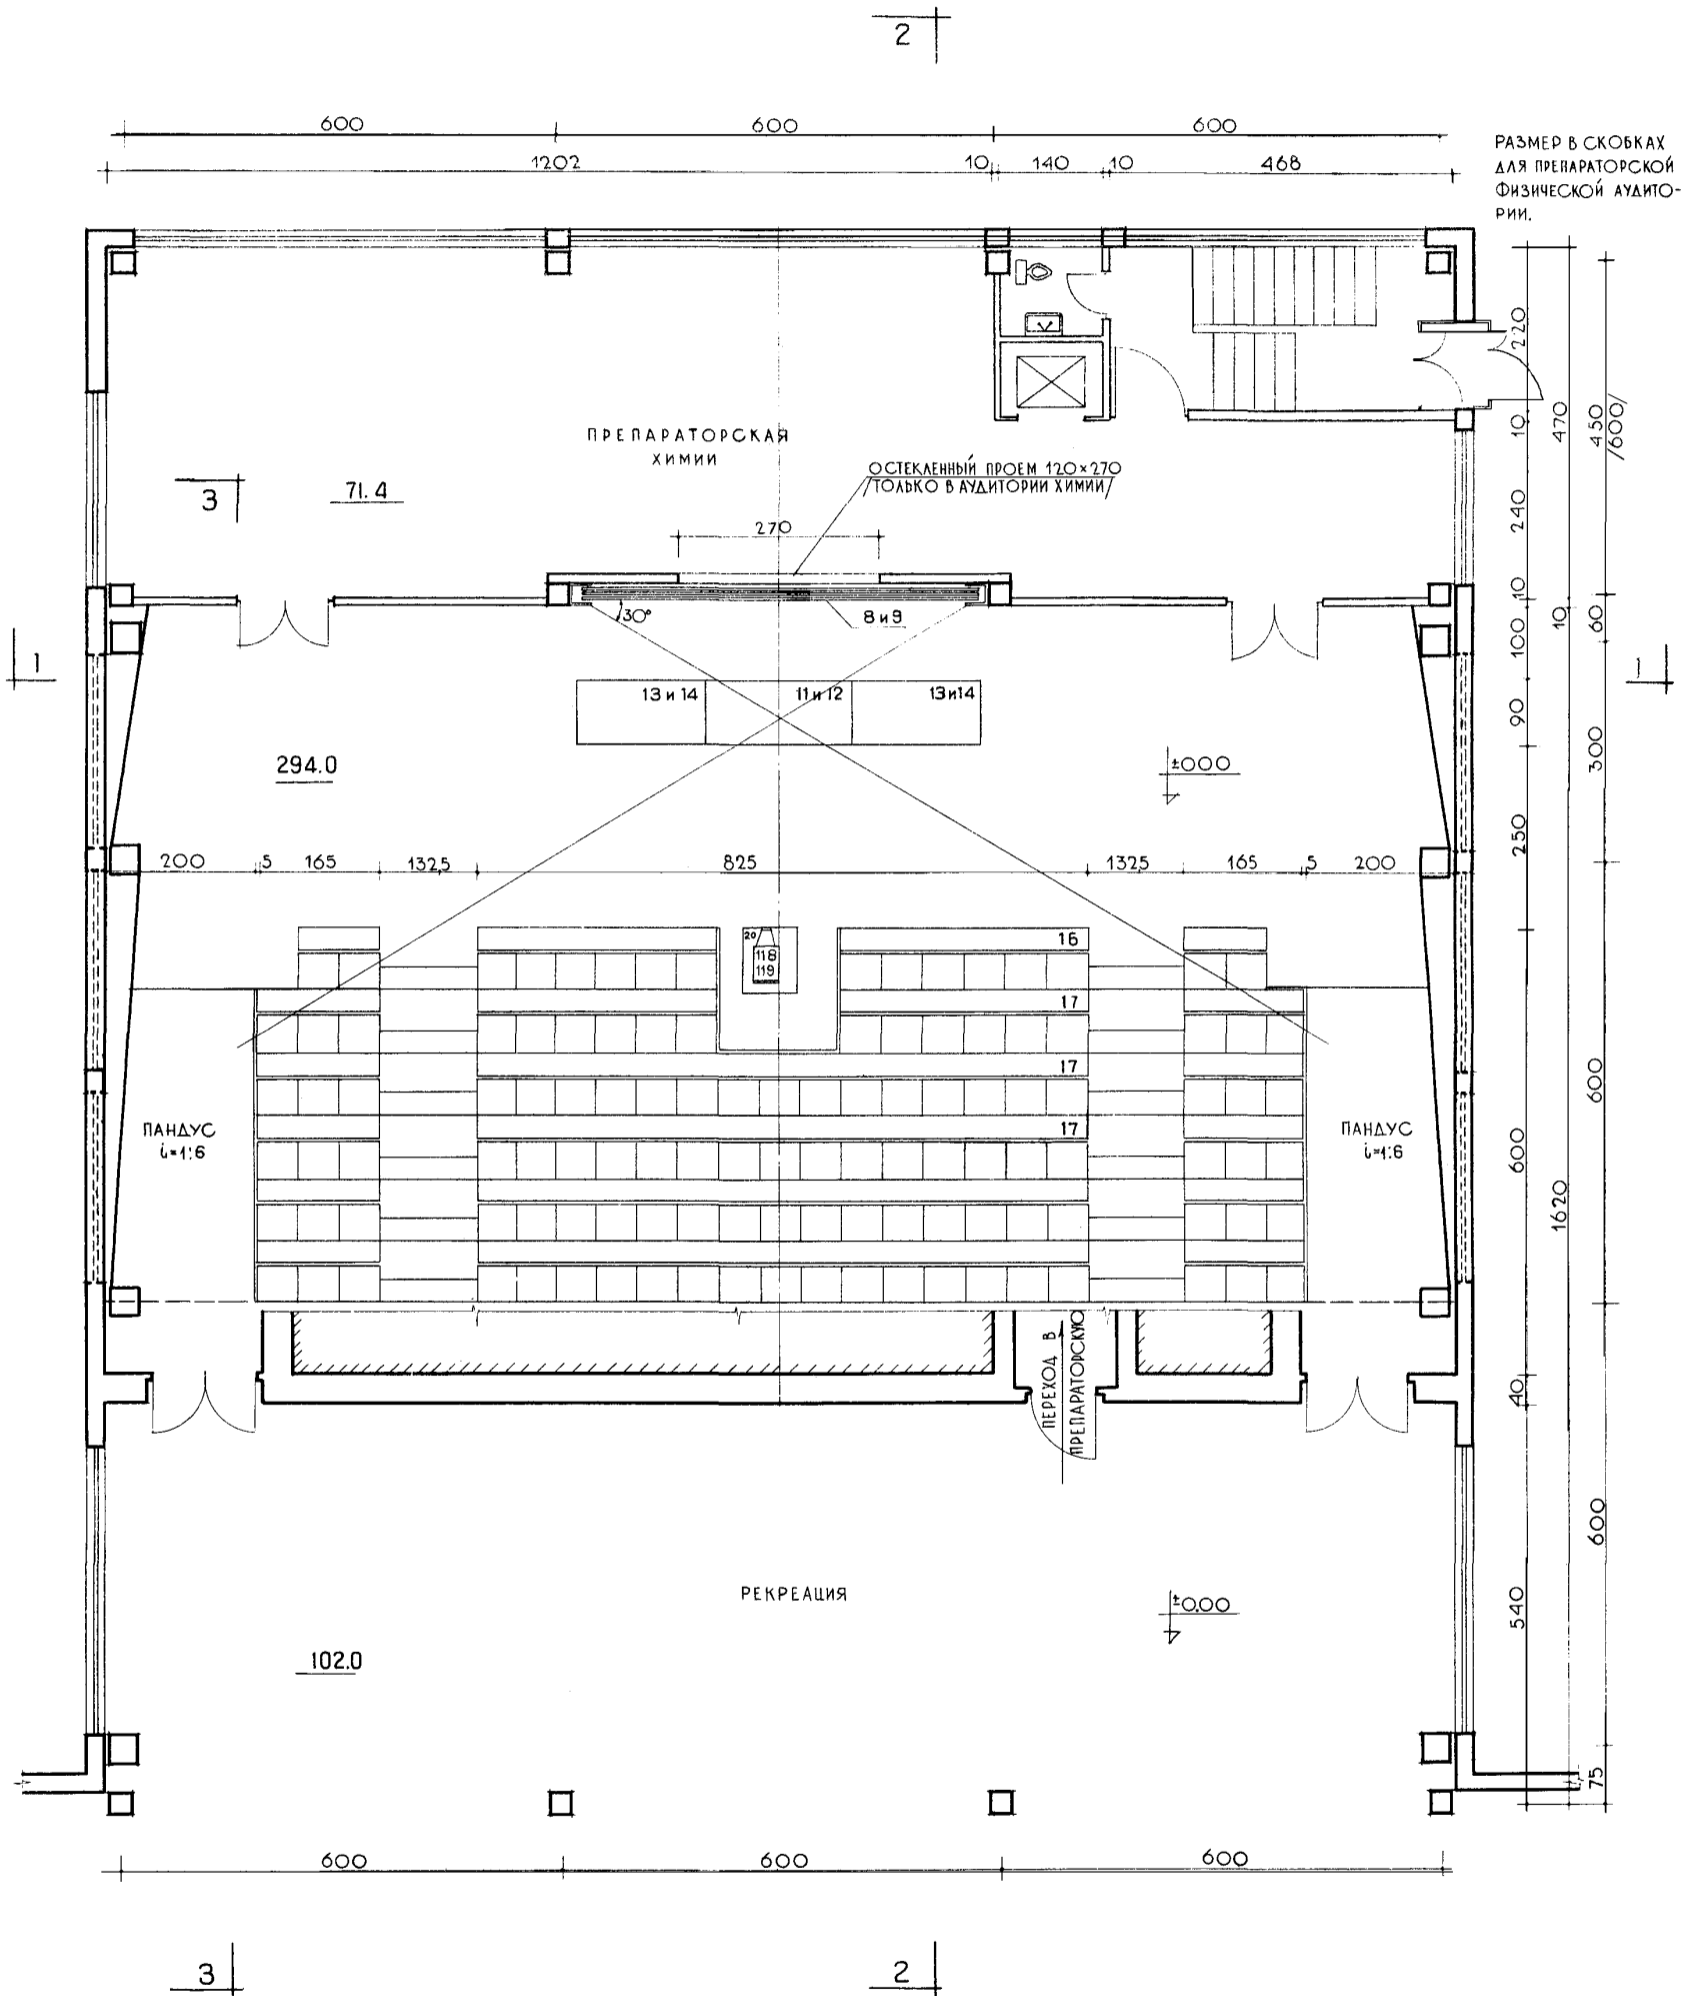 2
600 600 600
1202 10 140 10 468
РАЗМЕР В СКОБКАХ
ДЛЯ ПРЕПАРАТОРСКОЙ
ФИЗИЧЕСКОЙ АУДИТО-
РИИ.
220
10
470
450
/600/
ПРЕПАРАТОРСКАЯ
ХИМИИ
ОСТЕКЛЕННЫЙ ПРОЕМ 120×270
/ТОЛЬКО В АУДИТОРИИ ХИМИИ/
3
71.4
240
270
10
10
60
30°
8 и 9
100
1
1
13 и 14 11 и 12 13 и 14
90
300
294.0
±000
250
200 5 165 132,5 825 1325 165 5 200
20
118
119
16
17
17
17
ПАНДУС
i=1:6
ПАНДУС
i=1:6
600
600
1620
ПЕРЕХОД В
ПРЕПАРАТОРСКУЮ
40
600
РЕКРЕАЦИЯ
±0.00
540
102.0
75
600 600 600
3
2